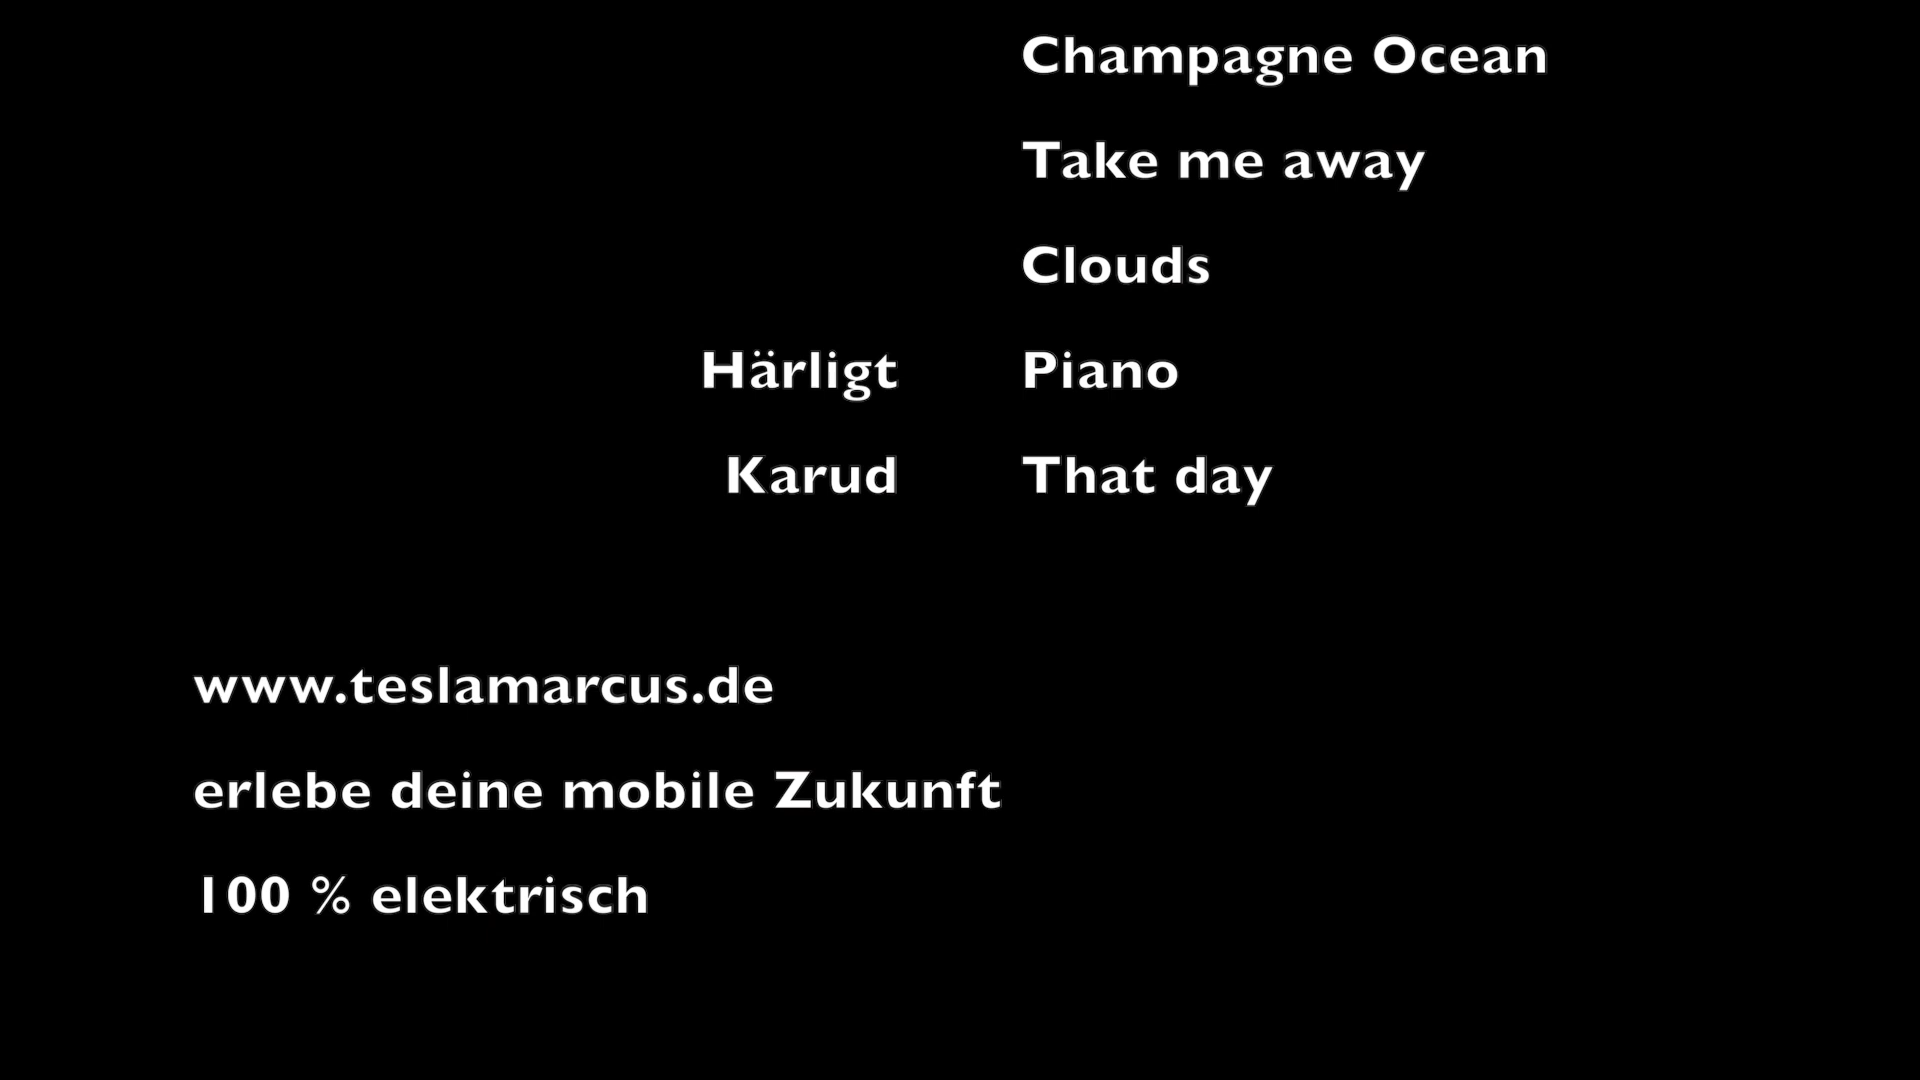 Champagne Ocean
Take me away
Clouds
Härligt Piano
Karud That day
www.teslamarcus.de
erlebe deine mobile Zukunft
100 % elektrisch